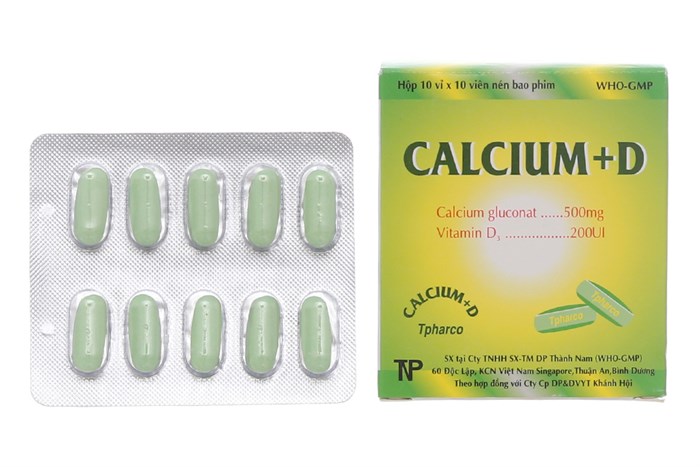 Hộp 10 vỉ x 10 viên nén bao phim WHO-GMP
CALCIUM+D
Calcium gluconat ......500mg
Vitamin D₃ .................200UI
CALCIUM+D
Tpharco
Tpharco
Tpharco
TNP
SX tại Cty TNHH SX-TM DP Thành Nam (WHO-GMP)
60 Độc Lập, KCN Việt Nam Singapore,Thuận An,Bình Dương
Theo hợp đồng với Cty Cp DP&DVYT Khánh Hội